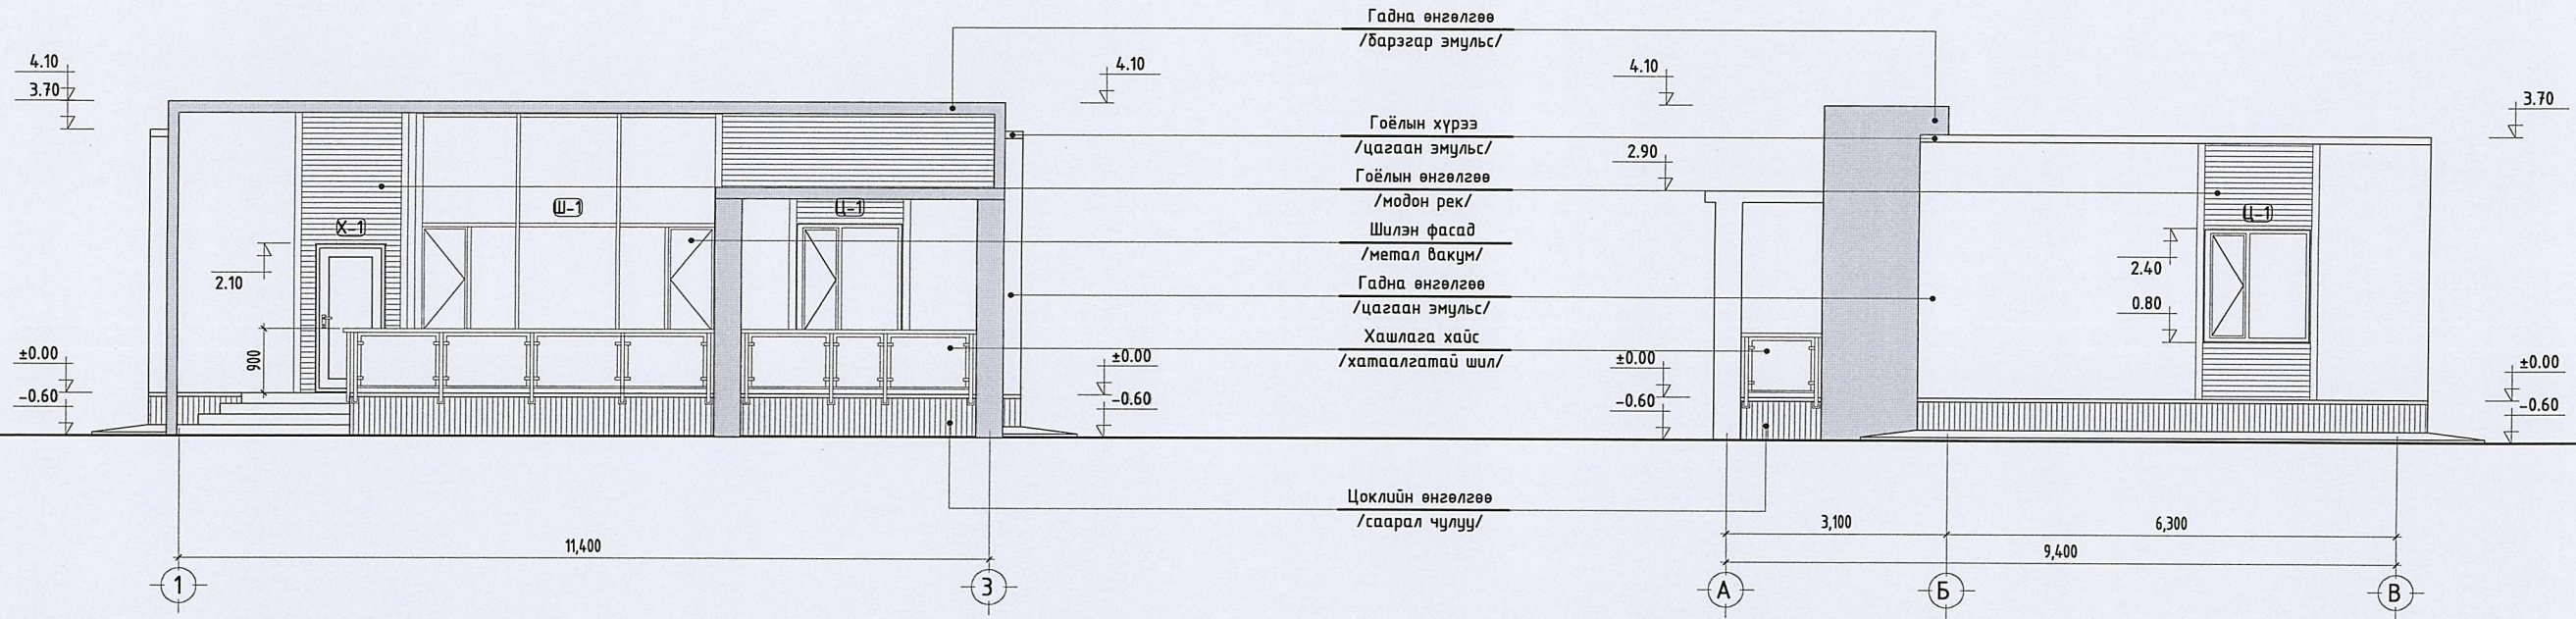 Гадна өнгөлгөө
/барзгар эмульс/
4.10
3.70
4.10
4.10
3.70
Гоёлын хүрээ
/цагаан эмульс/
2.90
Гоёлын өнгөлгөө
/модон рек/
Ш-1
Ц-1
Ц-1
Х-1
Шилэн фасад
/метал вакум/
2.10
2.40
Гадна өнгөлгөө
/цагаан эмульс/
0.80
Хашлага хайс
/хатаалгатай шил/
900
±0.00
±0.00
±0.00
±0.00
-0.60
-0.60
-0.60
-0.60
Цоклийн өнгөлгөө
/саарал чулуу/
3,100
6,300
11,400
9,400
1
3
А
Б
В